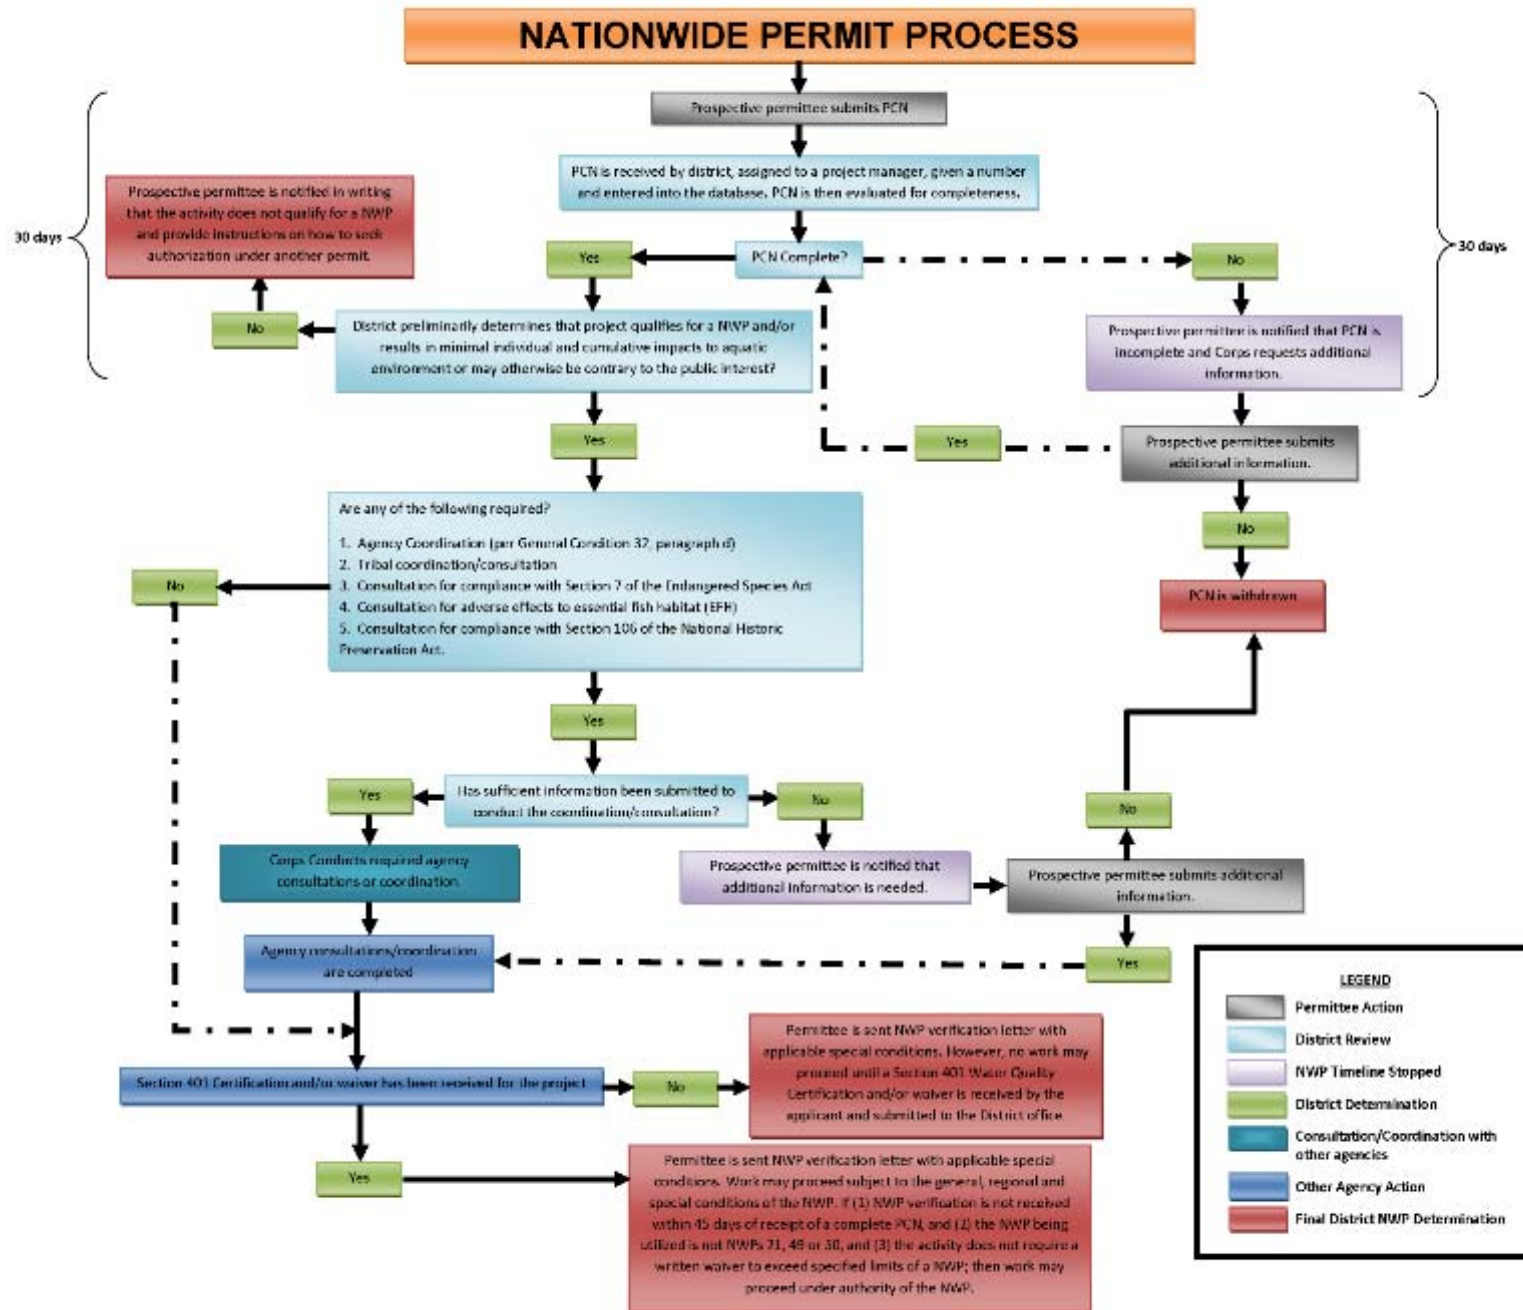 NATIONWIDE PERMIT PROCESS
Prospective permittee submits PCN
PCN is received by district, assigned to a project manager, given a number
and entered into the database. PCN is then evaluated for completeness.
Prospective permittee is notified in writing
that the activity does not qualify for a NWP
and provide instructions on how to seek
authorization under another permit.
30 days
30 days
Yes
PCN Complete?
No
No
District preliminarily determines that project qualifies for a NWP and/or
results in minimal individual and cumulative impacts to aquatic
environment or may otherwise be contrary to the public interest?
Prospective permittee is notified that PCN is
incomplete and Corps requests additional
information.
Yes
Yes
Prospective permittee submits
additional information.
No
Are any of the following required?
1. Agency Coordination (per General Condition 32, paragraph d)
2. Tribal coordination/consultation
3. Consultation for compliance with Section 7 of the Endangered Species Act
4. Consultation for adverse effects to essential fish habitat (EFH)
5. Consultation for compliance with Section 106 of the National Historic
Preservation Act.
No
PCN is withdrawn
Yes
Yes
Has sufficient information been submitted to
conduct the coordination/consultation?
No
No
Corps Conducts required agency
consultations or coordination
Prospective permittee is notified that
additional information is needed.
Prospective permittee submits additional
information.
Agency consultations/coordination
are completed
Yes
Section 401 Certification and/or waiver has been received for the project
No
Permittee is sent NWP verification letter with
applicable special conditions. However, no work may
proceed until a Section 401 Water Quality
Certification and/or waiver is received by the
applicant and submitted to the District office
Yes
Permittee is sent NWP verification letter with applicable special
conditions. Work may proceed subject to the general, regional and
special conditions of the NWP. If (1) NWP verification is not received
within 45 days of receipt of a complete PCN, and (2) the NWP being
utilized is not NWPs 21, 49 or 50, and (3) the activity does not require a
written waiver to exceed specified limits of a NWP; then work may
proceed under authority of the NWP.
LEGEND
Permittee Action
District Review
NWP Timeline Stopped
District Determination
Consultation/Coordination with
other agencies
Other Agency Action
Final District NWP Determination